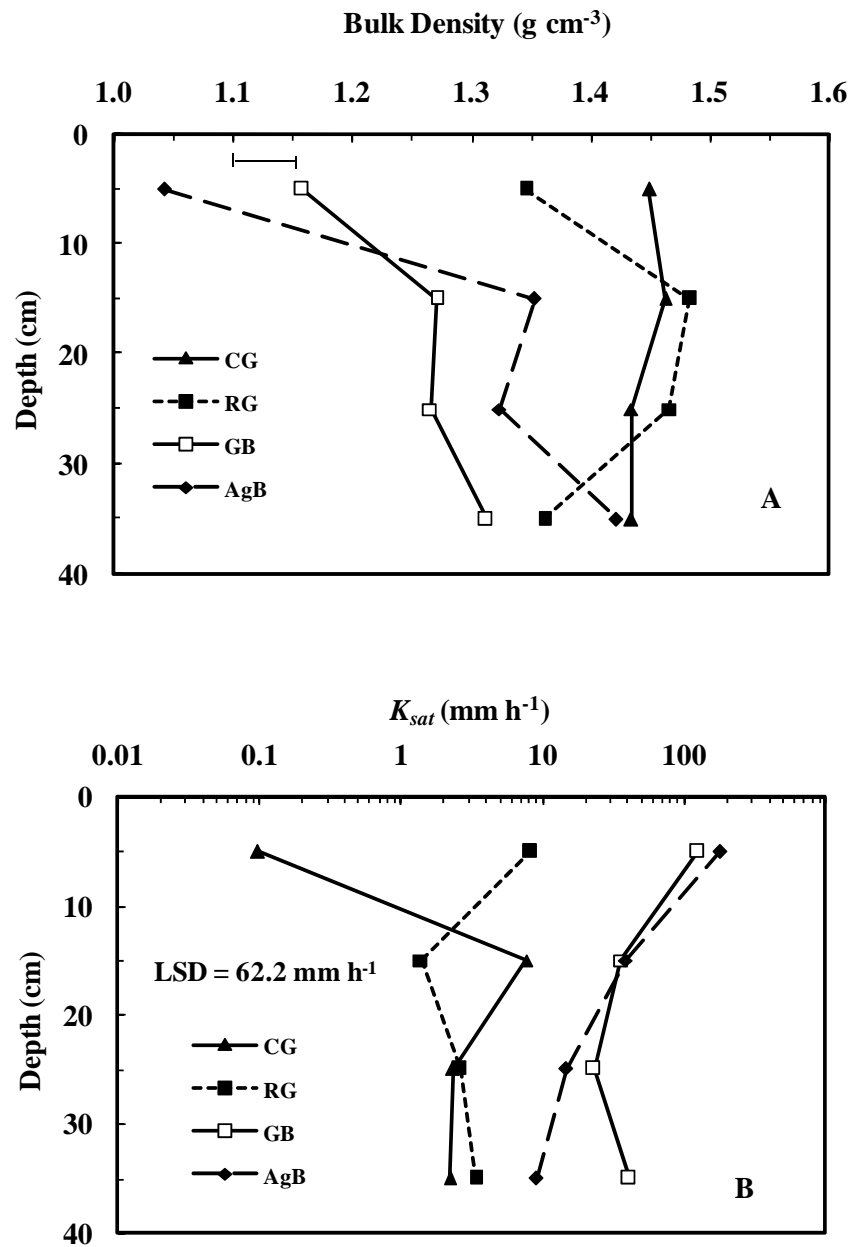 Bulk Density (g cm-3)
1.0 1.1 1.2 1.3 1.4 1.5 1.6
0
10
20
30
40
Depth (cm)
CG
RG
GB
AgB
A
Ksat (mm h-1)
0.01 0.1 1 10 100
0
10
20
30
40
Depth (cm)
LSD = 62.2 mm h-1
CG
RG
GB
AgB
B